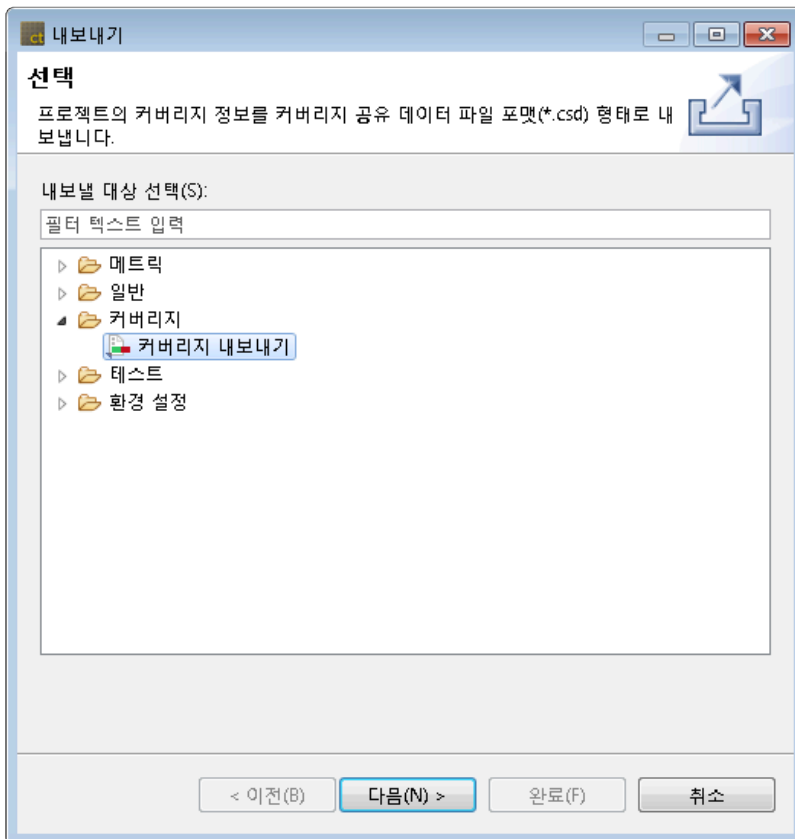 ct 내보내기
선택
프로젝트의 커버리지 정보를 커버리지 공유 데이터 파일 포맷(*.csd) 형태로 내
보냅니다.
내보낼 대상 선택(S):
필터 텍스트 입력
메트릭
일반
커버리지
커버리지 내보내기
테스트
환경 설정
< 이전(B) 다음(N) > 완료(F) 취소